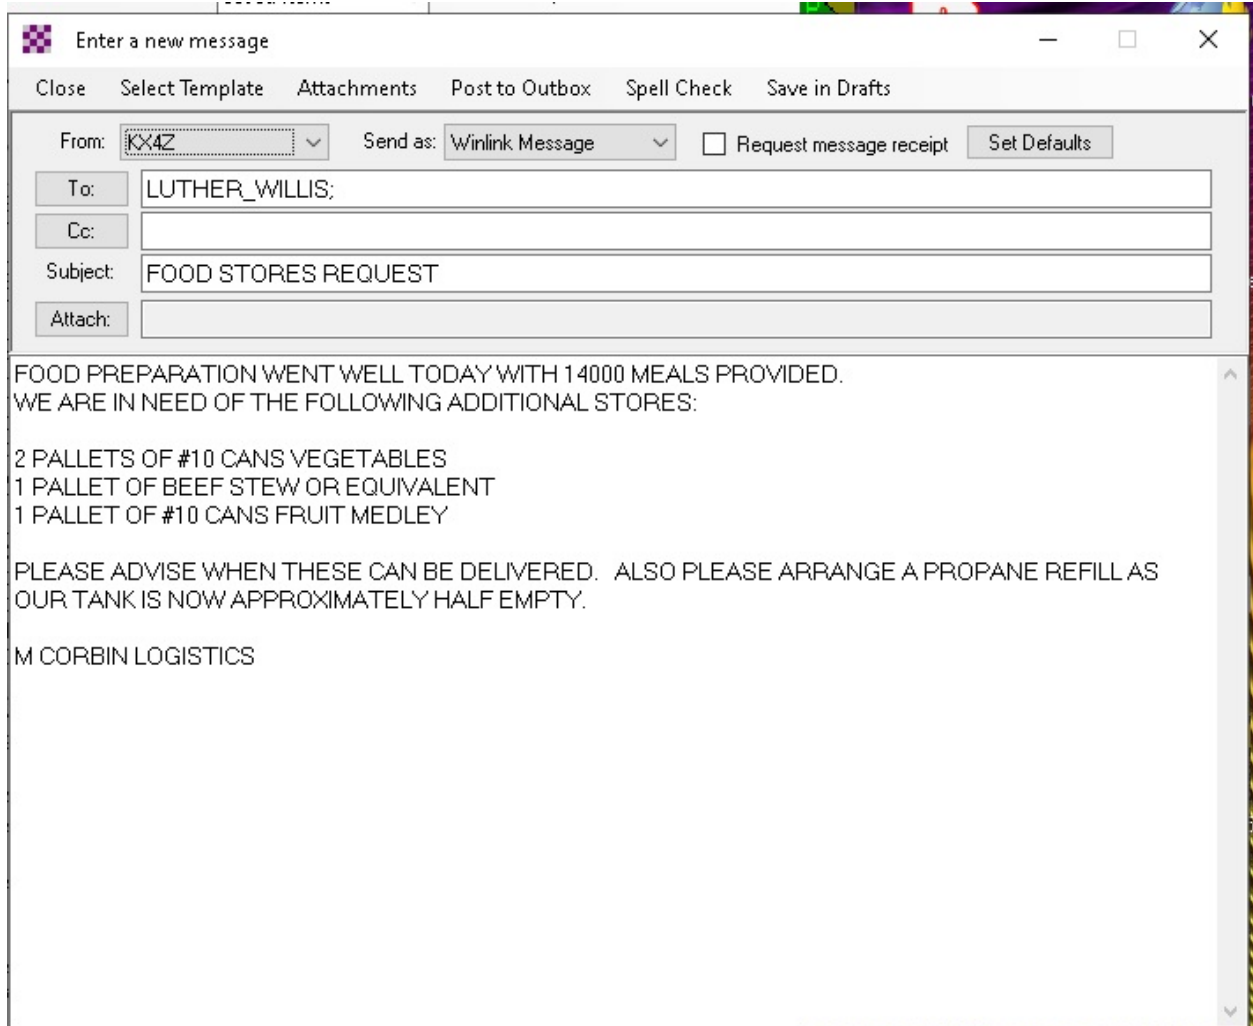 Enter a new message
Close Select Template Attachments Post to Outbox Spell Check Save in Drafts
From: KX4Z Send as: Winlink Message Request message receipt Set Defaults
To: LUTHER_WILLIS;
Cc:
Subject: FOOD STORES REQUEST
Attach:
FOOD PREPARATION WENT WELL TODAY WITH 14000 MEALS PROVIDED.
WE ARE IN NEED OF THE FOLLOWING ADDITIONAL STORES:
2 PALLETS OF #10 CANS VEGETABLES
1 PALLET OF BEEF STEW OR EQUIVALENT
1 PALLET OF #10 CANS FRUIT MEDLEY
PLEASE ADVISE WHEN THESE CAN BE DELIVERED.  ALSO PLEASE ARRANGE A PROPANE REFILL AS
OUR TANK IS NOW APPROXIMATELY HALF EMPTY.
M CORBIN LOGISTICS